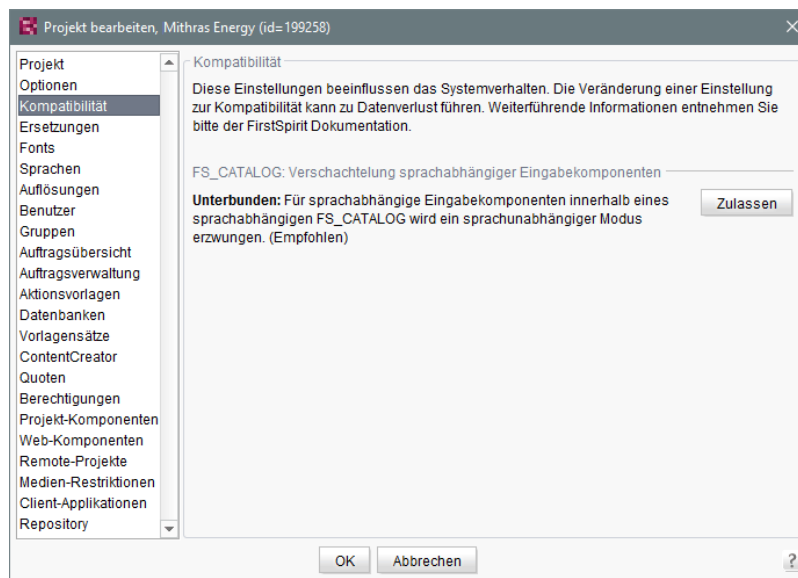 Projekt bearbeiten, Mithras Energy (id=199258)
Projekt
Optionen
Kompatibilität
Ersetzungen
Fonts
Sprachen
Auflösungen
Benutzer
Gruppen
Auftragsübersicht
Auftragsverwaltung
Aktionsvorlagen
Datenbanken
Vorlagensätze
ContentCreator
Quoten
Berechtigungen
Projekt-Komponenten
Web-Komponenten
Remote-Projekte
Medien-Restriktionen
Client-Applikationen
Repository
Kompatibilität
Diese Einstellungen beeinflussen das Systemverhalten. Die Veränderung einer Einstellung
zur Kompatibilität kann zu Datenverlust führen. Weiterführende Informationen entnehmen Sie
bitte der FirstSpirit Dokumentation.
FS_CATALOG: Verschachtelung sprachabhängiger Eingabekomponenten
Unterbunden: Für sprachabhängige Eingabekomponenten innerhalb eines
sprachabhängigen FS_CATALOG wird ein sprachunabhängiger Modus
erzwungen. (Empfohlen)
Zulassen
OK
Abbrechen
?